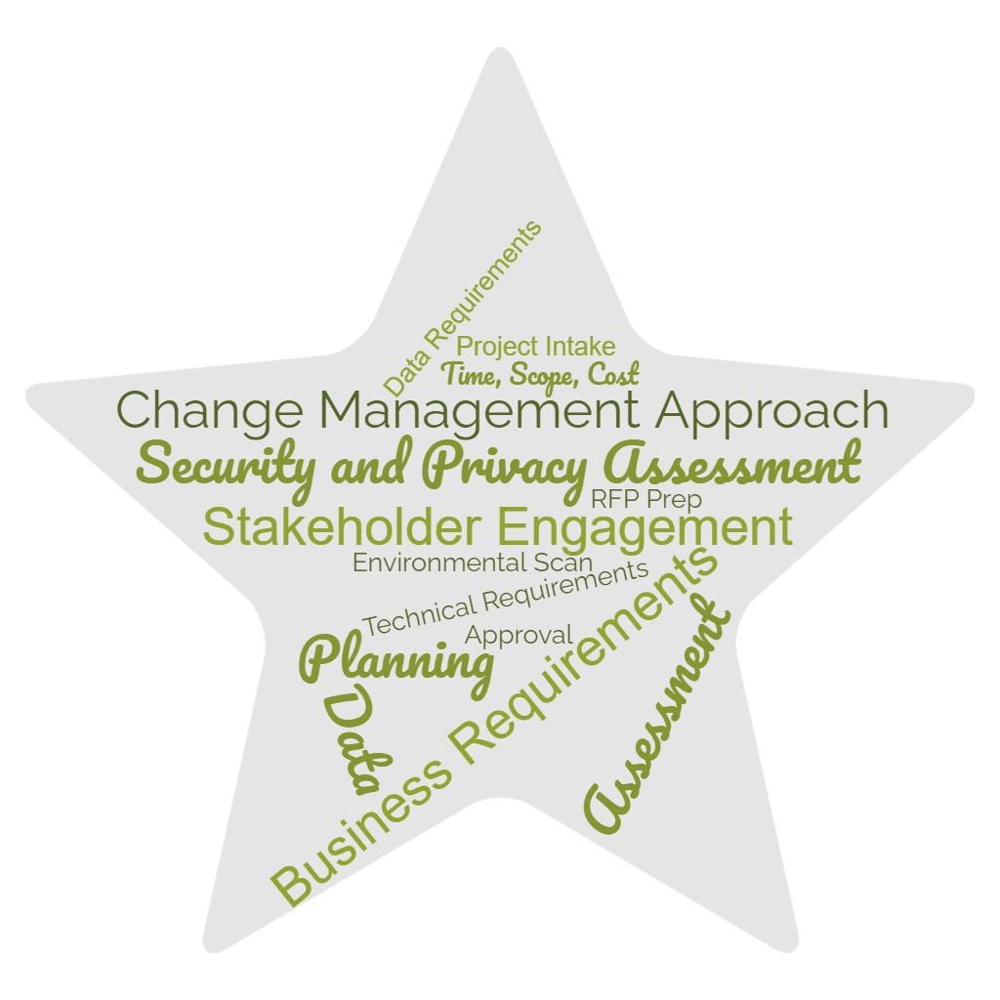 Data Requirements
Project Intake
Time, Scope, Cost
Change Management Approach
Security and Privacy Assessment
RFP Prep
Stakeholder Engagement
Environmental Scan
Technical Requirements
Approval
Planning
Business Requirements
Assessment
Data